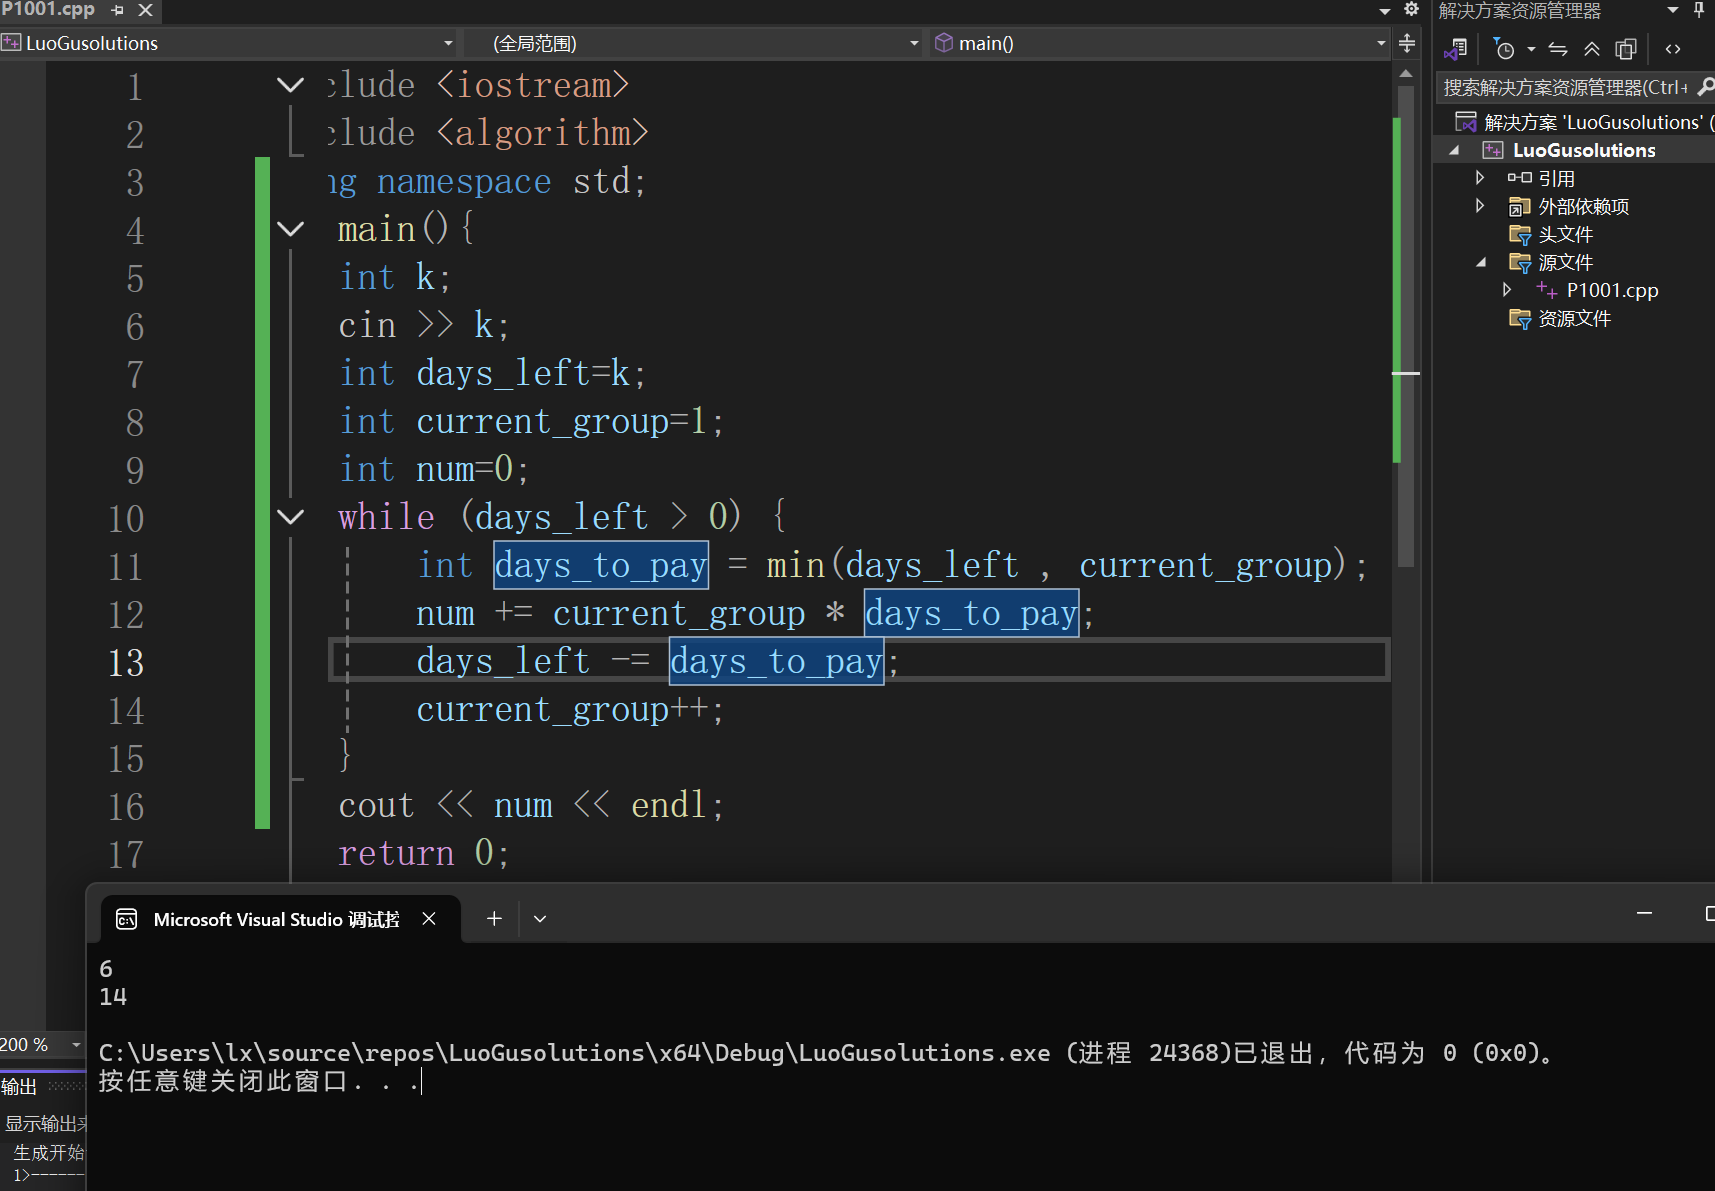 P1001.cpp
LuoGusolutions
(全局范围)
main()
1 clude <iostream>
2 clude <algorithm>
3 ng namespace std;
4 main(){
5 int k;
6 cin >> k;
7 int days_left=k;
8 int current_group=1;
9 int num=0;
10 while (days_left > 0) {
11 int days_to_pay = min(days_left , current_group);
12 num += current_group * days_to_pay;
13 days_left -= days_to_pay;
14 current_group++;
15 }
16 cout << num << endl;
17 return 0;
解决方案资源管理器
搜索解决方案资源管理器(Ctrl+
解决方案 'LuoGusolutions' (
LuoGusolutions
引用
外部依赖项
头文件
源文件
P1001.cpp
资源文件
200 %
输出
显示输出来
生成开始
1>------
Microsoft Visual Studio 调试控
6
14
C:\Users\lx\source\repos\LuoGusolutions\x64\Debug\LuoGusolutions.exe (进程 24368)已退出，代码为 0 (0x0)。
按任意键关闭此窗口. . .